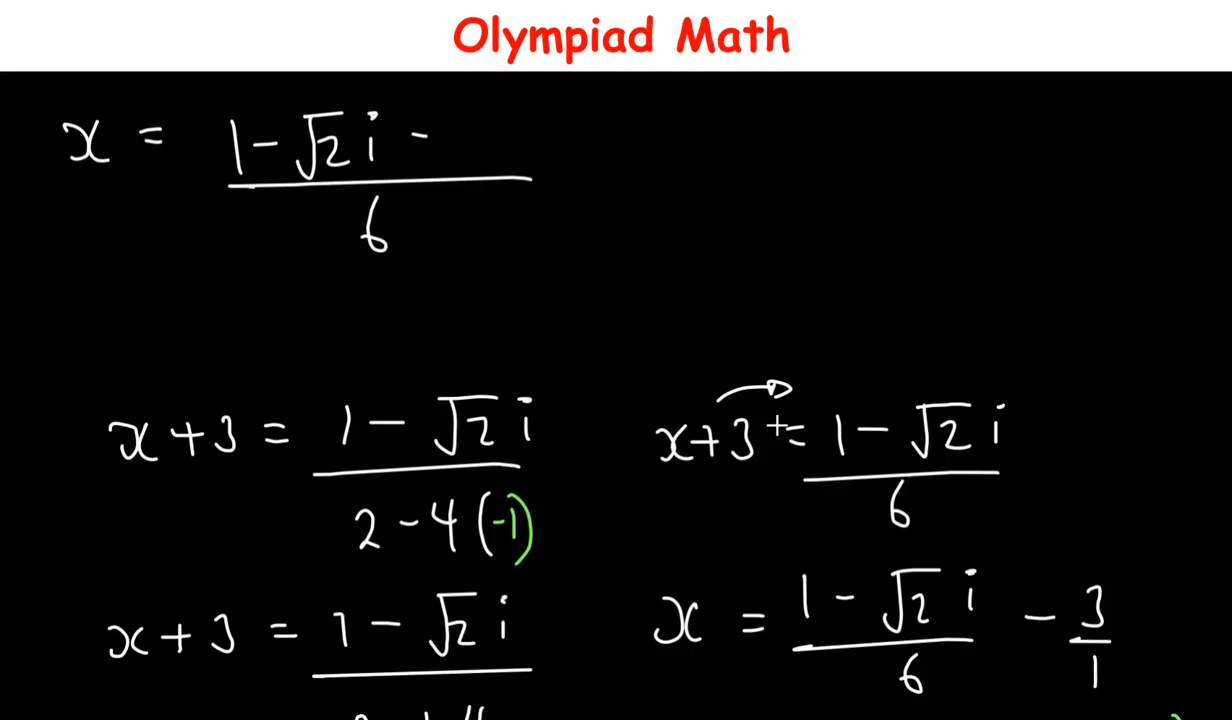 Olympiad Math
x = 1 - √2 i -
6
x + 3 = 1 - √2 i
2 - 4 (-1)
x + 3 = 1 - √2 i
x + 3 + = 1 - √2 i
6
x = 1 - √2 i - 3
6 1